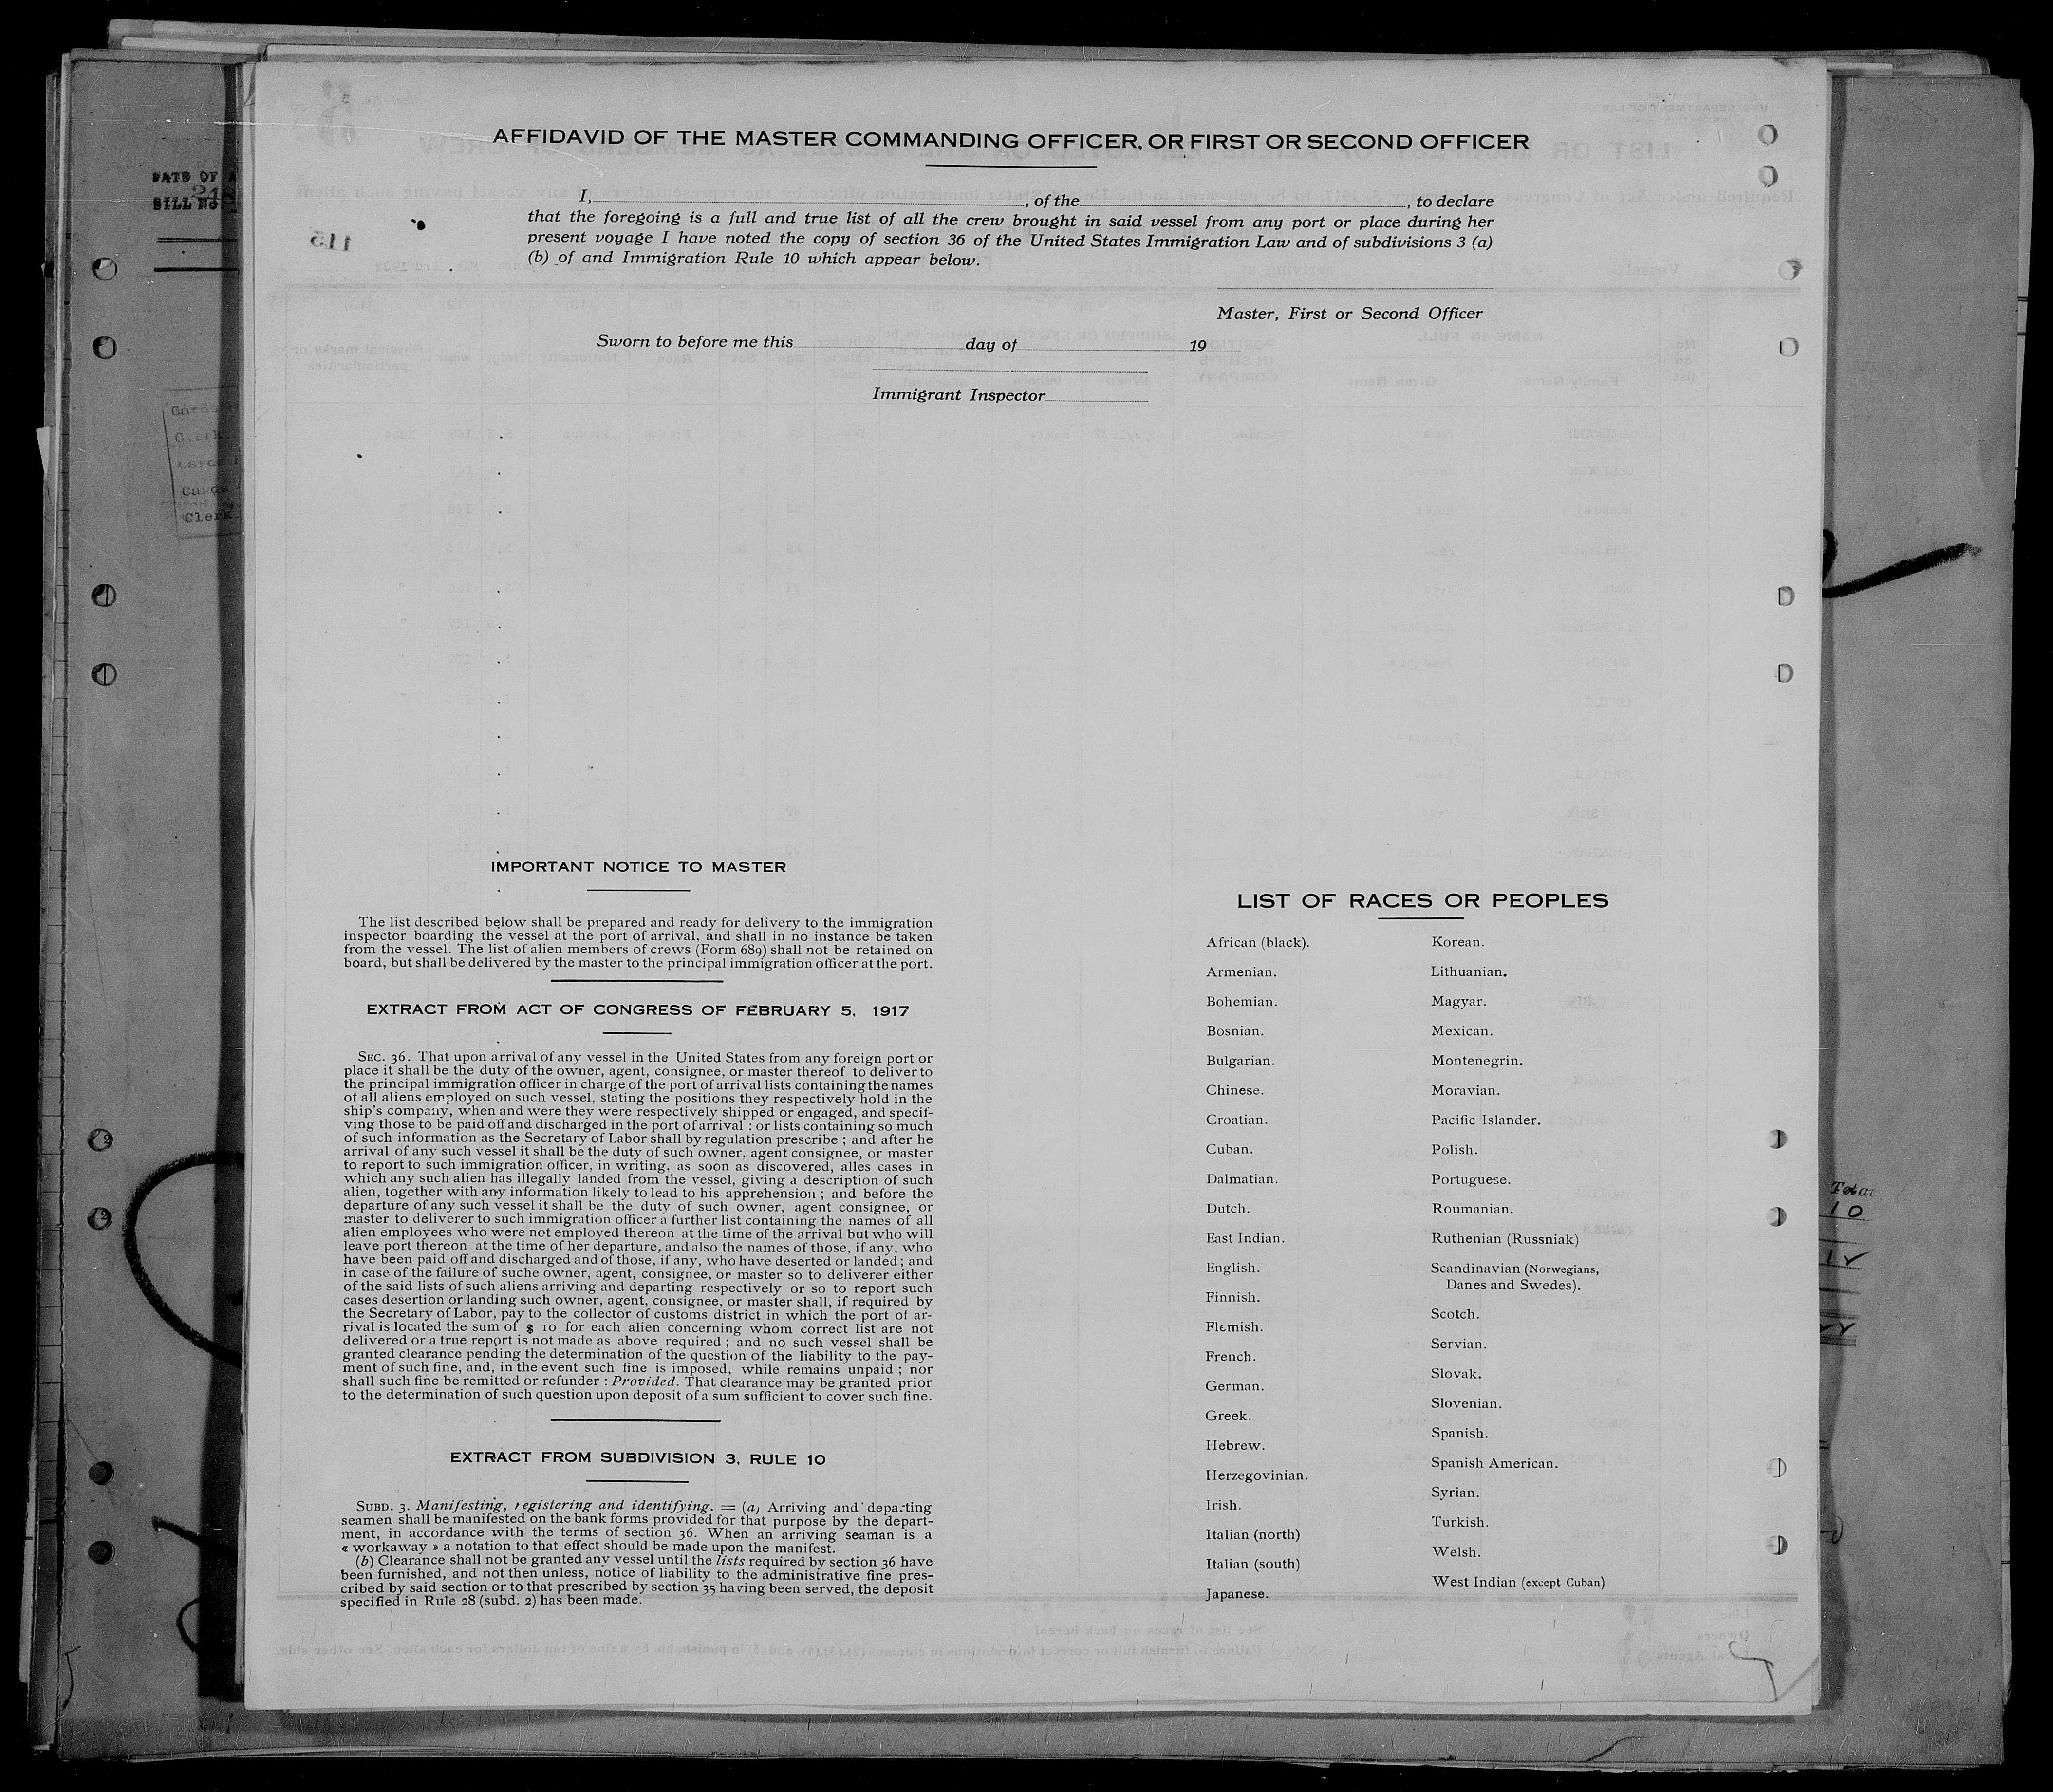 AFFIDAVID OF THE MASTER COMMANDING OFFICER, OR FIRST OR SECOND OFFICER
I, , of the , to declare
that the foregoing is a full and true list of all the crew brought in said vessel from any port or place during her
present voyage I have noted the copy of section 36 of the United States Immigration Law and of subdivisions 3 (a)
(b) of and Immigration Rule 10 which appear below.
Master, First or Second Officer
Sworn to before me this day of 19
Immigrant Inspector
IMPORTANT NOTICE TO MASTER
The list described below shall be prepared and ready for delivery to the immigration
inspector boarding the vessel at the port of arrival, and shall in no instance be taken
from the vessel. The list of alien members of crews (Form 689) shall not be retained on
board, but shall be delivered by the master to the principal immigration officer at the port.
EXTRACT FROM ACT OF CONGRESS OF FEBRUARY 5, 1917
SEC. 36. That upon arrival of any vessel in the United States from any foreign port or
place it shall be the duty of the owner, agent, consignee, or master thereof to deliver to
the principal immigration officer in charge of the port of arrival lists containing the names
of all aliens employed on such vessel, stating the positions they respectively hold in the
ship's company, when and were they were respectively shipped or engaged, and specif-
ving those to be paid off and discharged in the port of arrival : or lists containing so much
of such information as the Secretary of Labor shall by regulation prescribe ; and after he
arrival of any such vessel it shall be the duty of such owner, agent consignee, or master
to report to such immigration officer, in writing, as soon as discovered, alles cases in
which any such alien has illegally landed from the vessel, giving a description of such
alien, together with any information likely to lead to his apprehension ; and before the
departure of any such vessel it shall be the duty of such owner, agent consignee, or
master to deliverer to such immigration officer a further list containing the names of all
alien employees who were not employed thereon at the time of the arrival but who will
leave port thereon at the time of her departure, and also the names of those, if any, who
have been paid off and discharged and of those, if any, who have deserted or landed ; and
in case of the failure of suche owner, agent, consignee, or master so to deliverer either
of the said lists of such aliens arriving and departing respectively or so to report such
cases desertion or landing such owner, agent, consignee, or master shall, if required by
the Secretary of Labor, pay to the collector of customs district in which the port of ar-
rival is located the sum of $ 10 for each alien concerning whom correct list are not
delivered or a true report is not made as above required ; and no such vessel shall be
granted clearance pending the determination of the question of the liability to the pay-
ment of such fine, and, in the event such fine is imposed, while remains unpaid ; nor
shall such fine be remitted or refunder : Provided. That clearance may be granted prior
to the determination of such question upon deposit of a sum sufficient to cover such fine.
EXTRACT FROM SUBDIVISION 3, RULE 10
SUBD. 3. Manifesting, registering and identifying. = (a) Arriving and departing
seamen shall be manifested on the bank forms provided for that purpose by the depart-
ment, in accordance with the terms of section 36. When an arriving seaman is a
« workaway » a notation to that effect should be made upon the manifest.
(b) Clearance shall not be granted any vessel until the lists required by section 36 have
been furnished, and not then unless, notice of liability to the administrative fine pres-
cribed by said section or to that prescribed by section 35 having been served, the deposit
specified in Rule 28 (subd. 2) has been made.
LIST OF RACES OR PEOPLES
African (black).
Armenian.
Bohemian.
Bosnian.
Bulgarian.
Chinese.
Croatian.
Cuban.
Dalmatian.
Dutch.
East Indian.
English.
Finnish.
Flemish.
French.
German.
Greek.
Hebrew.
Herzegovinian.
Irish.
Italian (north)
Italian (south)
Japanese.
Korean.
Lithuanian.
Magyar.
Mexican.
Montenegrin.
Moravian.
Pacific Islander.
Polish.
Portuguese.
Roumanian.
Ruthenian (Russniak)
Scandinavian (Norwegians,
Danes and Swedes).
Scotch.
Servian.
Slovak.
Slovenian.
Spanish.
Spanish American.
Syrian.
Turkish.
Welsh.
West Indian (except Cuban)
DATE OF
BILL NO.
Clerk
Total
10